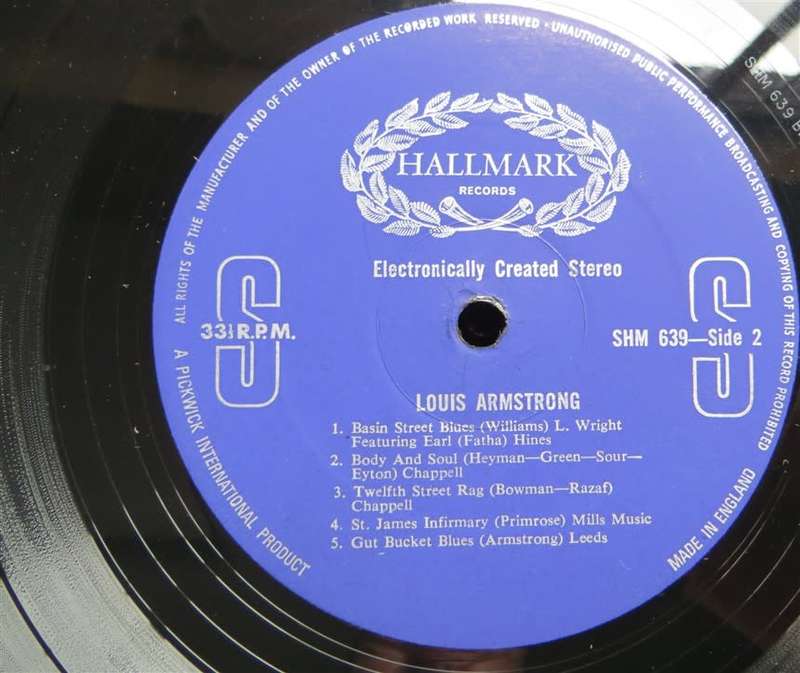 ALL RIGHTS OF THE MANUFACTURER AND OF THE OWNER OF THE RECORDED WORK RESERVED · UNAUTHORISED PUBLIC PERFORMANCE BROADCASTING AND COPYING OF THIS RECORD PROHIBITED
HALLMARK
RECORDS
Electronically Created Stereo
S
33⅓ R.P.M.
S
SHM 639—Side 2
LOUIS ARMSTRONG
1. Basin Street Blues (Williams) L. Wright
Featuring Earl (Fatha) Hines
2. Body And Soul (Heyman—Green—Sour—
Eyton) Chappell
3. Twelfth Street Rag (Bowman—Razaf)
Chappell
4. St. James Infirmary (Primrose) Mills Music
5. Gut Bucket Blues (Armstrong) Leeds
A PICKWICK INTERNATIONAL PRODUCT
MADE IN ENGLAND
SHM 639 B